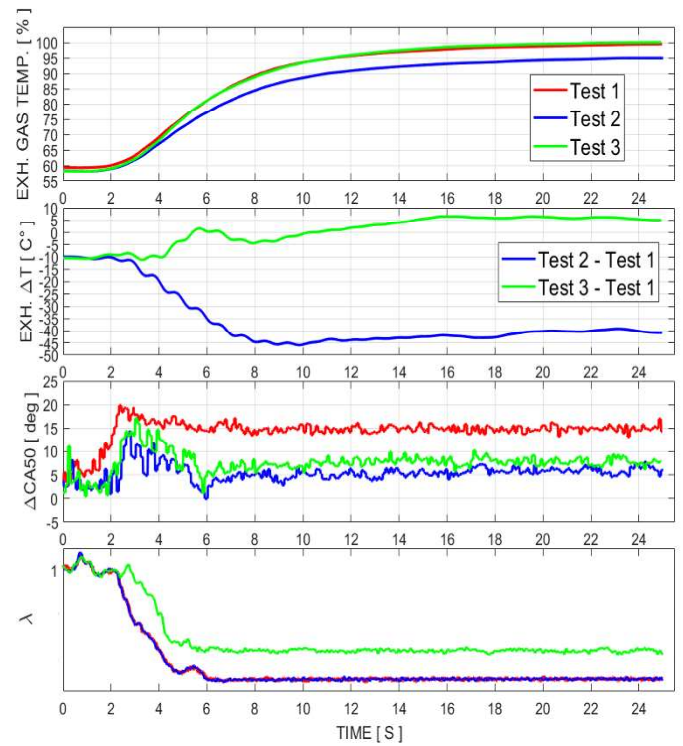 EXH. GAS TEMP. [ % ]
100
95
90
85
80
75
70
65
60
55
Test 1
Test 2
Test 3
0 2 4 6 8 10 12 14 16 18 20 22 24
EXH. ΔT [ C° ]
10
5
0
-5
-10
-15
-20
-25
-30
-35
-40
-45
-50
Test 2 - Test 1
Test 3 - Test 1
0 2 4 6 8 10 12 14 16 18 20 22 24
ΔCA50 [ deg ]
25
20
15
10
5
0
-5
0 2 4 6 8 10 12 14 16 18 20 22 24
λ
1
0 2 4 6 8 10 12 14 16 18 20 22 24
TIME [ S ]